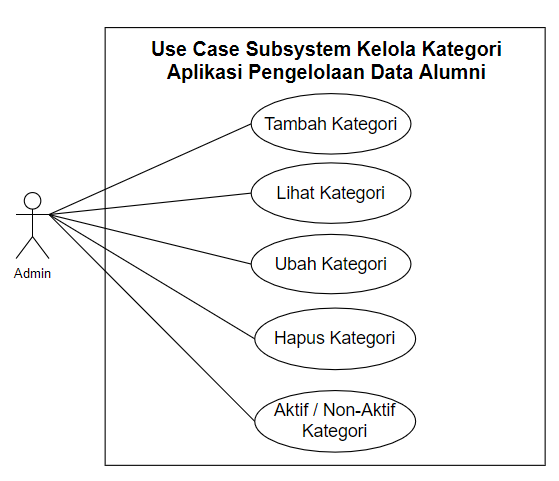 Use Case Subsystem Kelola Kategori
Aplikasi Pengelolaan Data Alumni
Tambah Kategori
Lihat Kategori
Ubah Kategori
Hapus Kategori
Aktif / Non-Aktif
Kategori
Admin